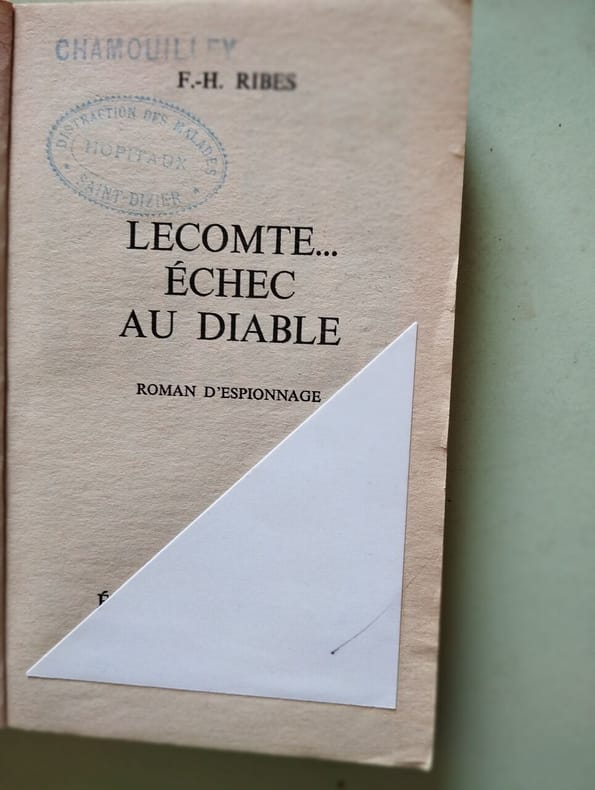 CHAMOUILLEY
F.-H. RIBES
DISTRACTION DES MALADES
HOPITAUX
* SAINT-DIZIER *
LECOMTE...
ÉCHEC
AU DIABLE
ROMAN D'ESPIONNAGE